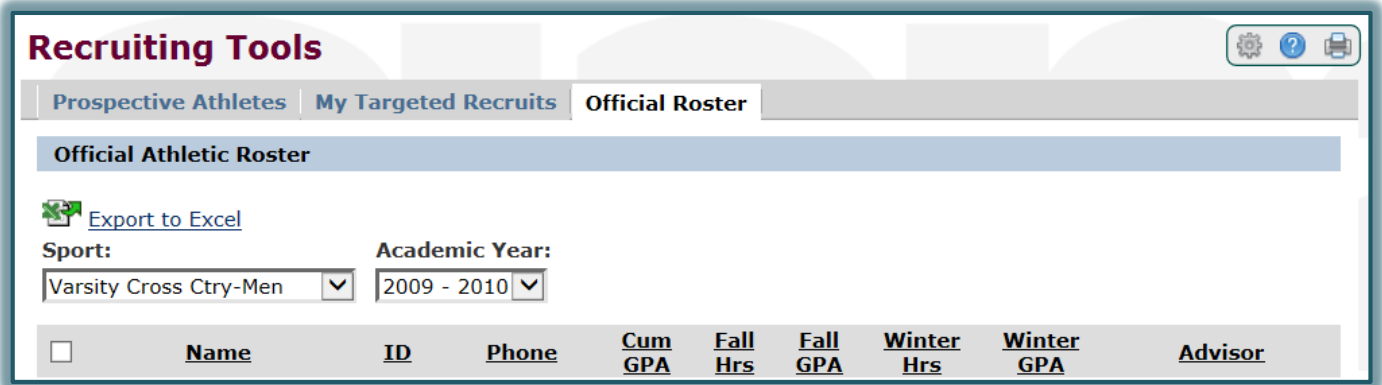 Recruiting Tools
Prospective Athletes My Targeted Recruits Official Roster
Official Athletic Roster
Export to Excel
Sport: Academic Year:
Varsity Cross Ctry-Men 2009 - 2010
Name ID Phone Cum GPA Fall Hrs Fall GPA Winter Hrs Winter GPA Advisor